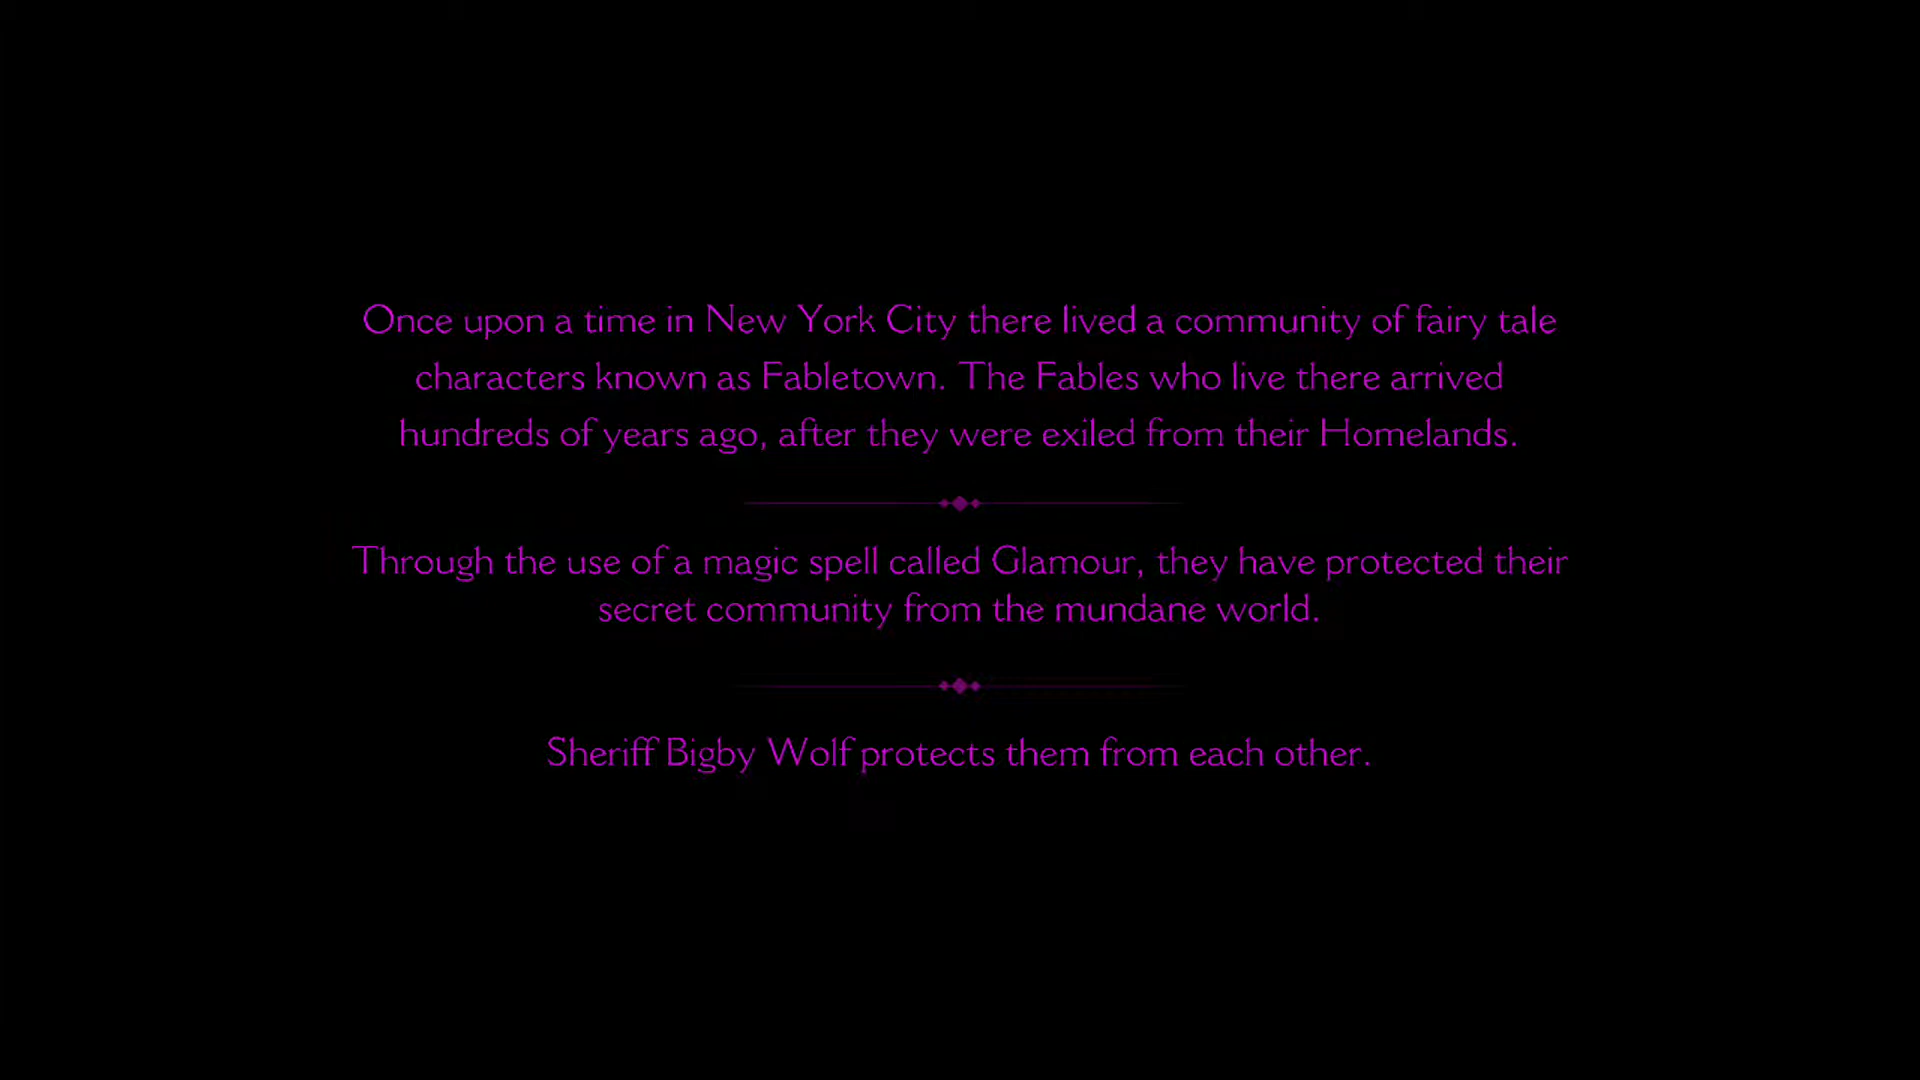 Once upon a time in New York City there lived a community of fairy tale
characters known as Fabletown. The Fables who live there arrived
hundreds of years ago, after they were exiled from their Homelands.
Through the use of a magic spell called Glamour, they have protected their
secret community from the mundane world.
Sheriff Bigby Wolf protects them from each other.